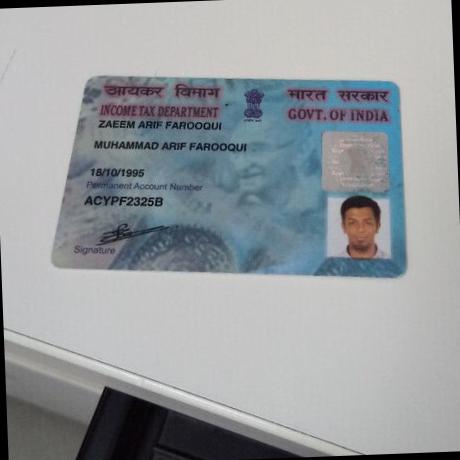 आयकर विभाग
भारत सरकार
INCOME TAX DEPARTMENT
GOVT. OF INDIA
ZAEEM ARIF FAROOQUI
MUHAMMAD ARIF FAROOQUI
18/10/1995
Permanent Account Number
ACYPF2325B
Signature